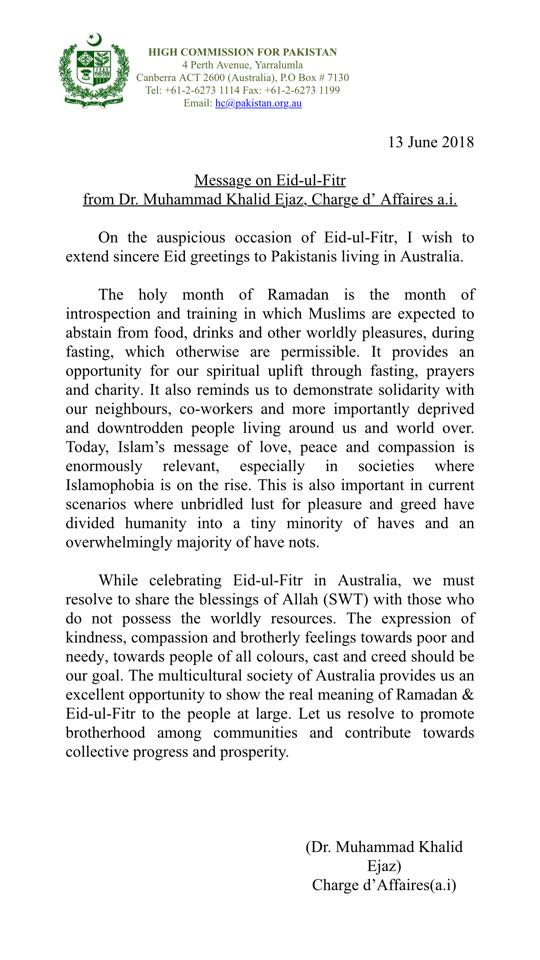 HIGH COMMISSION FOR PAKISTAN
4 Perth Avenue, Yarralumla
Canberra ACT 2600 (Australia), P.O Box # 7130
Tel: +61-2-6273 1114 Fax: +61-2-6273 1199
Email: hc@pakistan.org.au
13 June 2018
Message on Eid-ul-Fitr
from Dr. Muhammad Khalid Ejaz, Charge d’ Affaires a.i.
On the auspicious occasion of Eid-ul-Fitr, I wish to
extend sincere Eid greetings to Pakistanis living in Australia.
The holy month of Ramadan is the month of
introspection and training in which Muslims are expected to
abstain from food, drinks and other worldly pleasures, during
fasting, which otherwise are permissible. It provides an
opportunity for our spiritual uplift through fasting, prayers
and charity. It also reminds us to demonstrate solidarity with
our neighbours, co-workers and more importantly deprived
and downtrodden people living around us and world over.
Today, Islam’s message of love, peace and compassion is
enormously relevant, especially in societies where
Islamophobia is on the rise. This is also important in current
scenarios where unbridled lust for pleasure and greed have
divided humanity into a tiny minority of haves and an
overwhelmingly majority of have nots.
While celebrating Eid-ul-Fitr in Australia, we must
resolve to share the blessings of Allah (SWT) with those who
do not possess the worldly resources. The expression of
kindness, compassion and brotherly feelings towards poor and
needy, towards people of all colours, cast and creed should be
our goal. The multicultural society of Australia provides us an
excellent opportunity to show the real meaning of Ramadan &
Eid-ul-Fitr to the people at large. Let us resolve to promote
brotherhood among communities and contribute towards
collective progress and prosperity.
(Dr. Muhammad Khalid
Ejaz)
Charge d’Affaires(a.i)